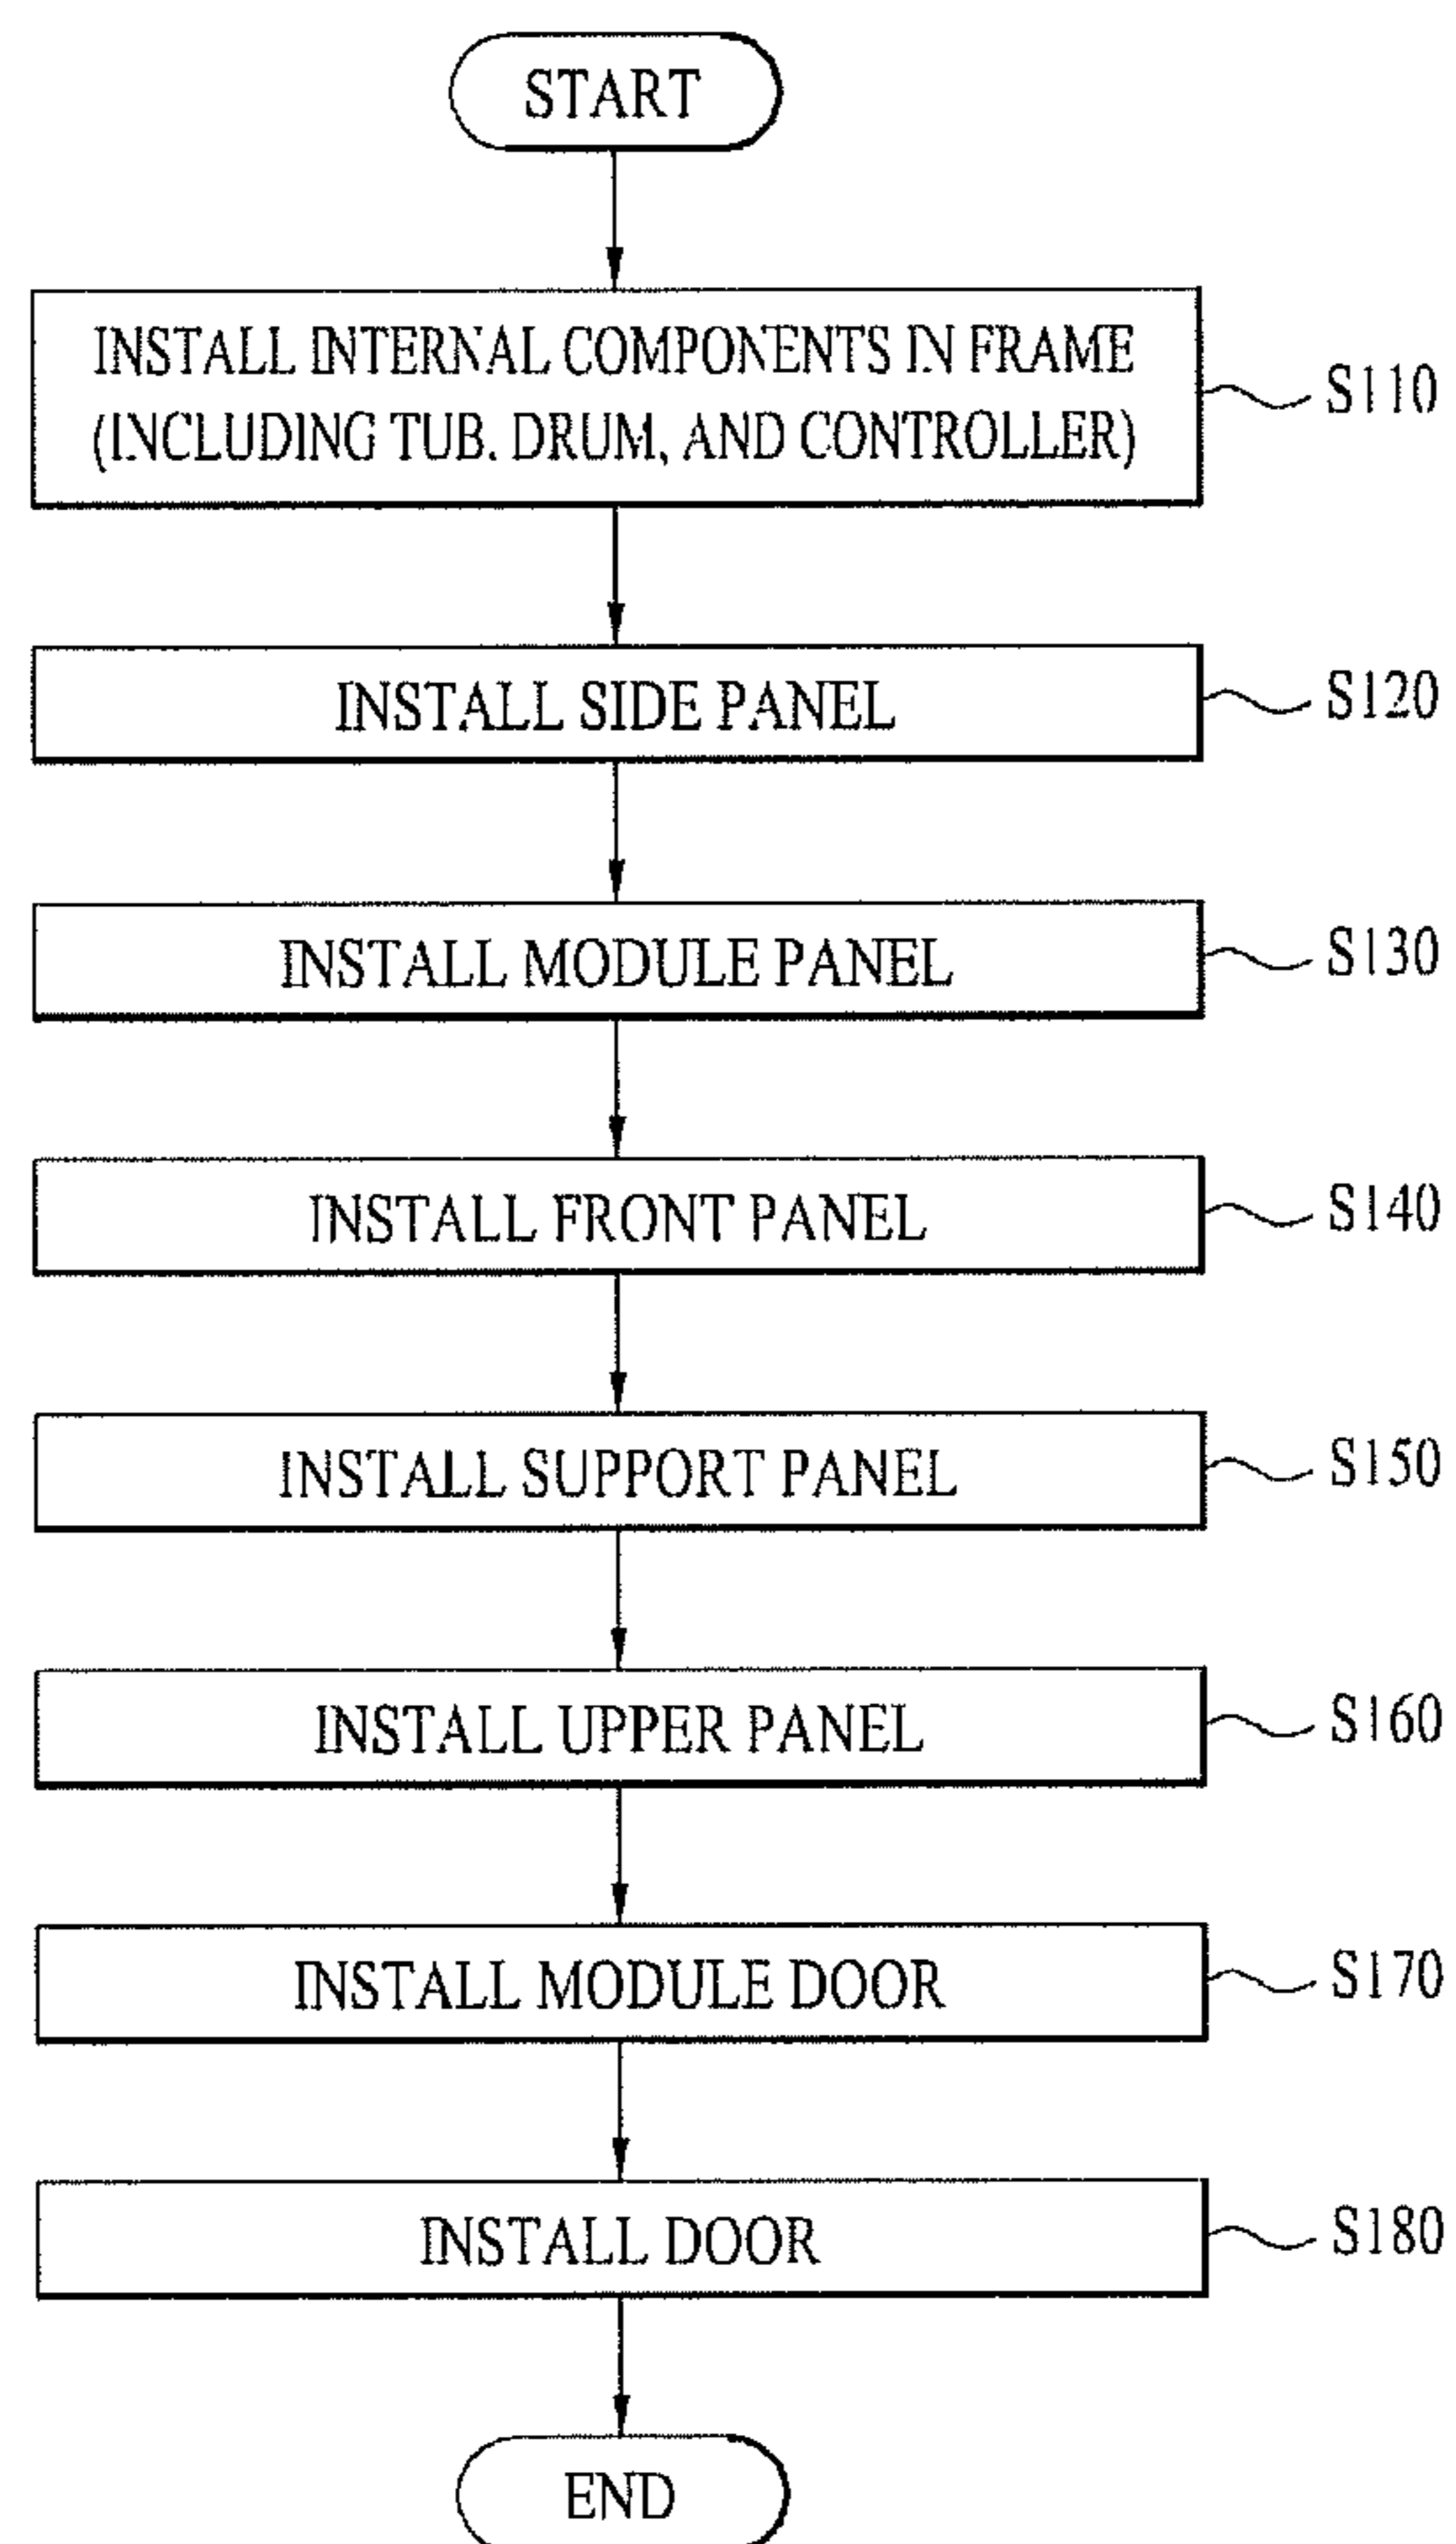 START
INSTALL INTERNAL COMPONENTS IN FRAME
(INCLUDING TUB, DRUM, AND CONTROLLER)
S110
INSTALL SIDE PANEL
S120
INSTALL MODULE PANEL
S130
INSTALL FRONT PANEL
S140
INSTALL SUPPORT PANEL
S150
INSTALL UPPER PANEL
S160
INSTALL MODULE DOOR
S170
INSTALL DOOR
S180
END